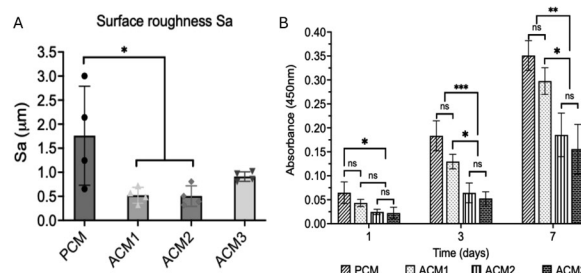 A
Surface roughness Sa
3.5
3.0
2.5
2.0
1.5
1.0
0.5
0.0
Sa (µm)
*
PCM
ACM1
ACM2
ACM3
B
0.40
0.35
0.30
0.25
0.20
0.15
0.10
0.05
0.00
Absorbance (450nm)
*
ns
ns
ns
***
ns
*
ns
**
ns
*
ns
1
3
7
Time (days)
PCM
ACM1
ACM2